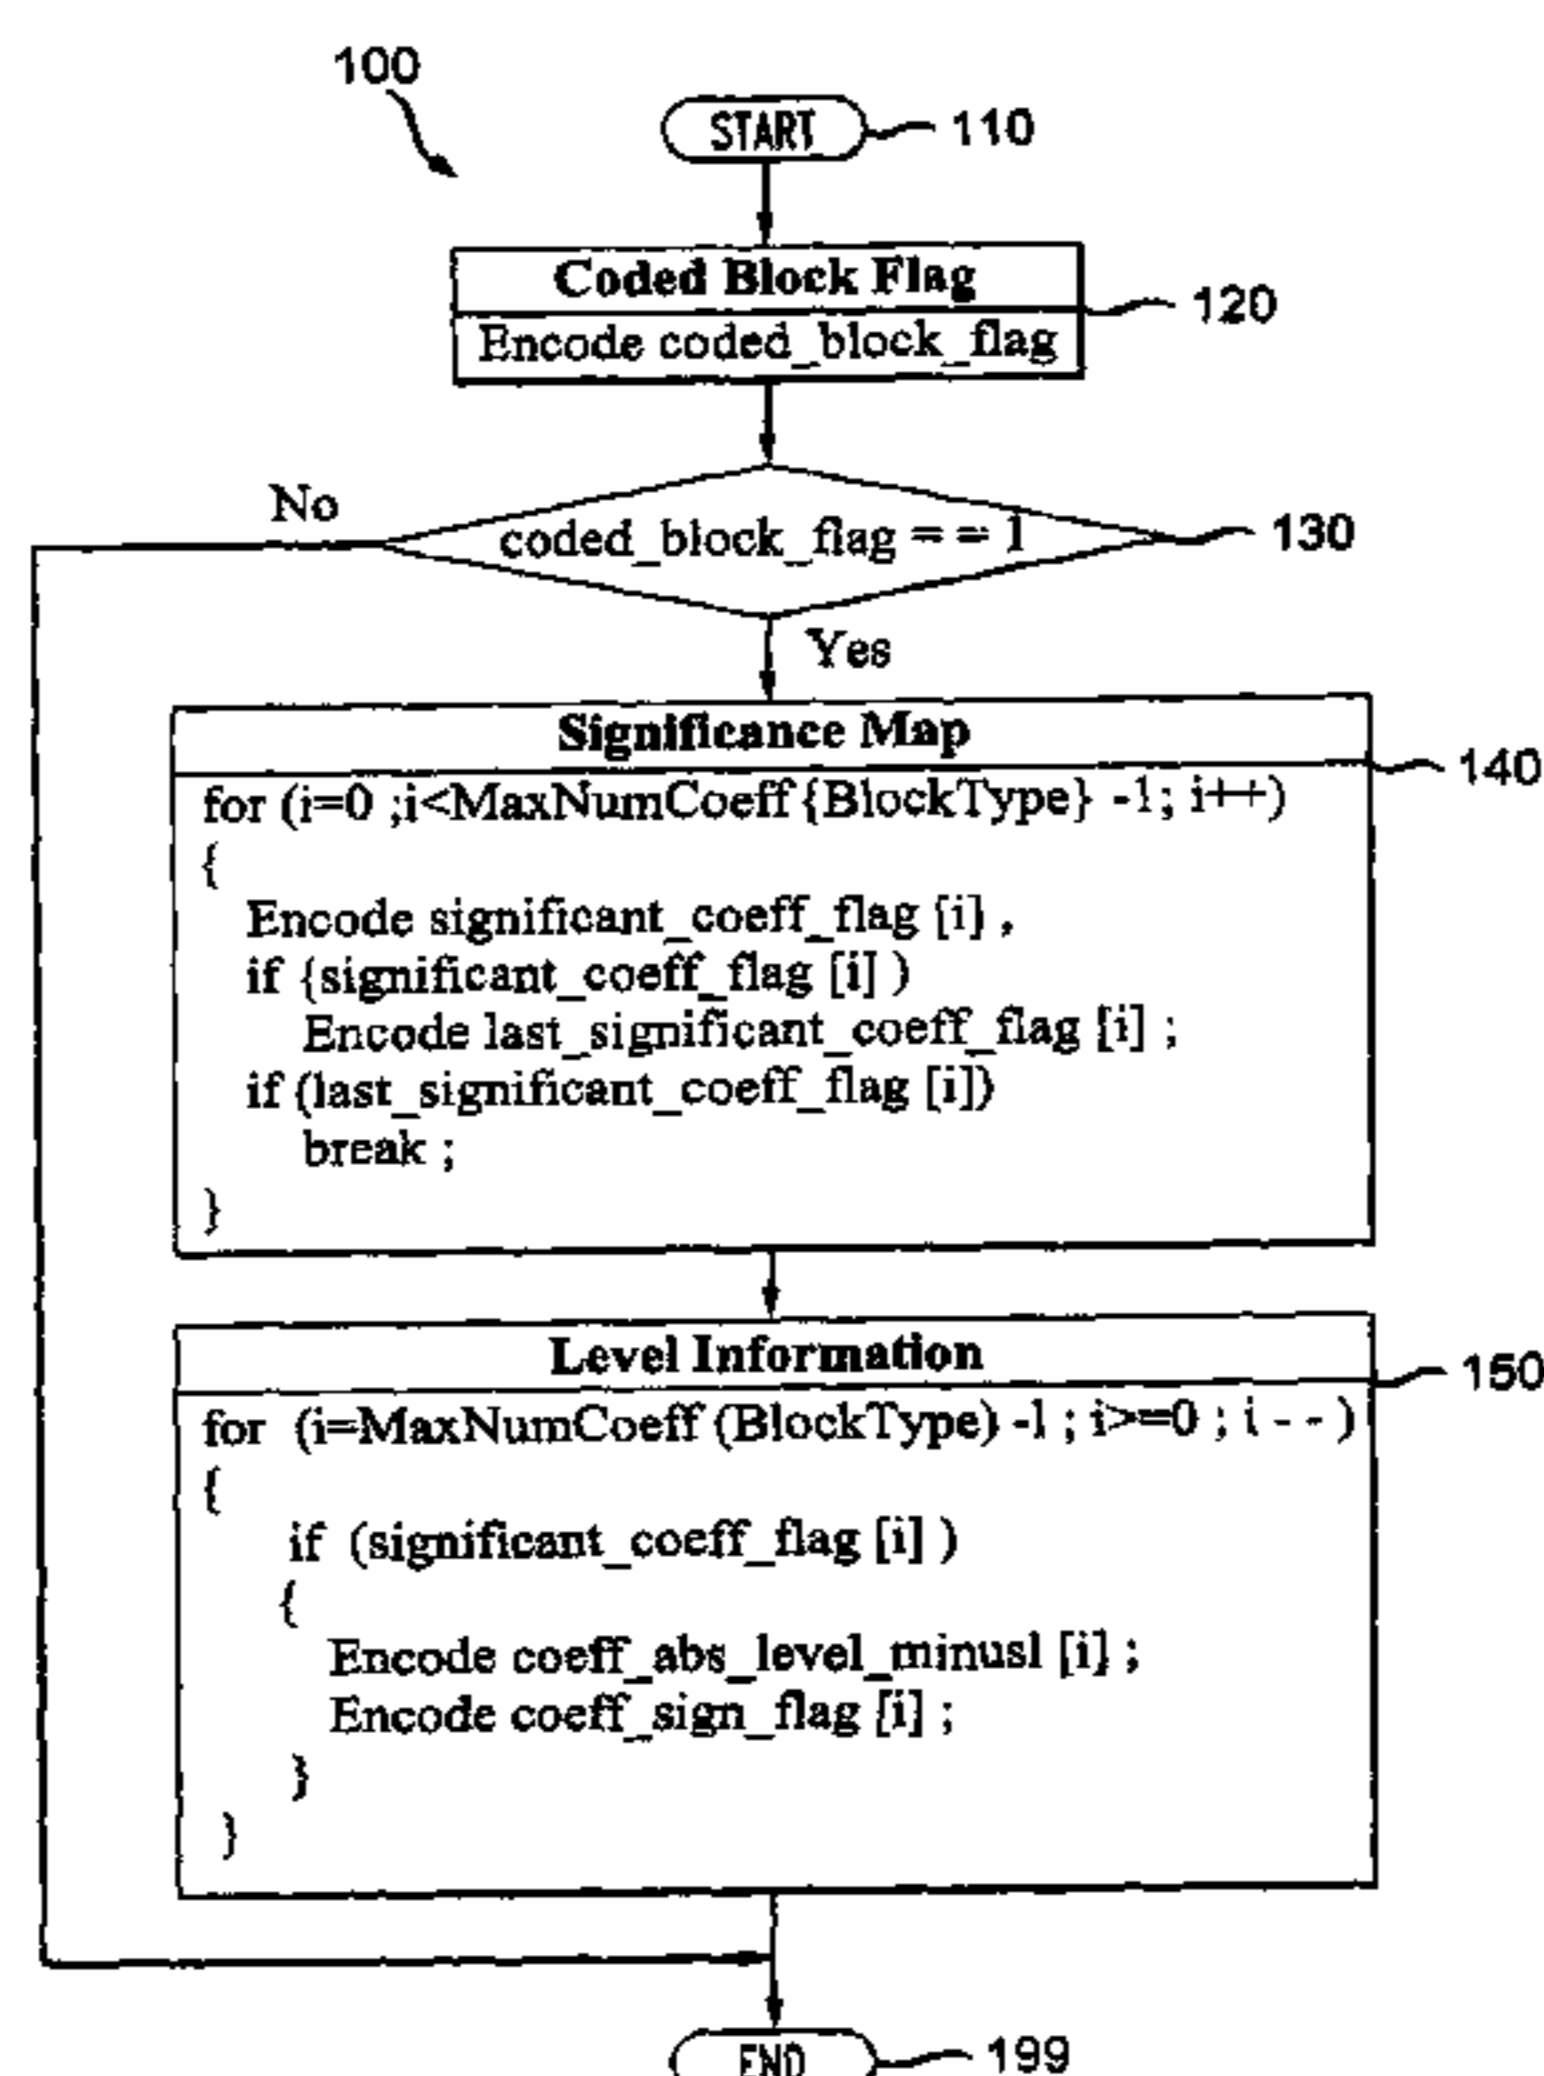 100
START
110
Coded Block Flag
120
Encode coded_block_flag
No
coded_block_flag = = 1
130
Yes
Significance Map
140
for (i=0 ;i<MaxNumCoeff {BlockType} -1; i++)
{
Encode significant_coeff_flag [i] ,
if {significant_coeff_flag [i] )
Encode last_significant_coeff_flag [i] ;
if (last_significant_coeff_flag [i])
break ;
}
Level Information
150
for (i=MaxNumCoeff (BlockType) -1 ; i>=0 ; i - - )
{
if (significant_coeff_flag [i] )
{
Encode coeff_abs_level_minusl [i] ;
Encode coeff_sign_flag [i] ;
}
}
END
199